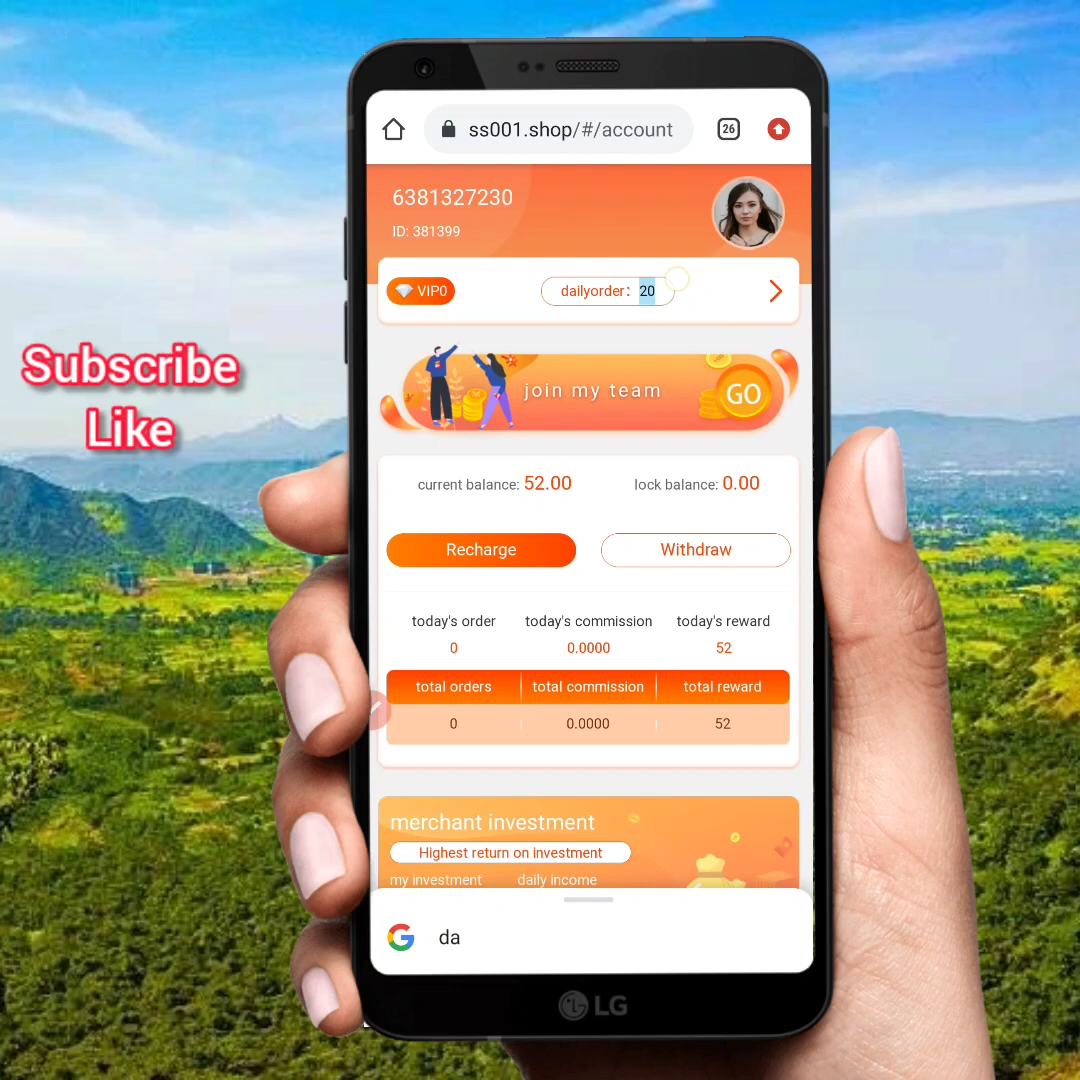 ss001.shop/#/account
26
6381327230
ID: 381399
VIP0
dailyorder: 20
join my team
GO
Subscribe
Like
current balance: 52.00
lock balance: 0.00
Recharge
Withdraw
today's order
today's commission
today's reward
0
0.0000
52
total orders
total commission
total reward
0
0.0000
52
merchant investment
Highest return on investment
my investment
daily income
G
da
LG